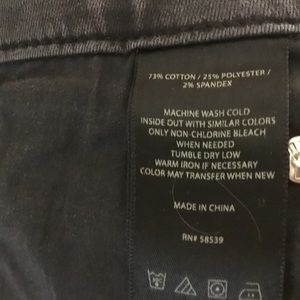 73% COTTON / 25% POLYESTER /
2% SPANDEX
MACHINE WASH COLD
INSIDE OUT WITH SIMILAR COLORS
ONLY NON-CHLORINE BLEACH
WHEN NEEDED
TUMBLE DRY LOW
WARM IRON IF NECESSARY
COLOR MAY TRANSFER WHEN NEW
MADE IN CHINA
RN# 58539